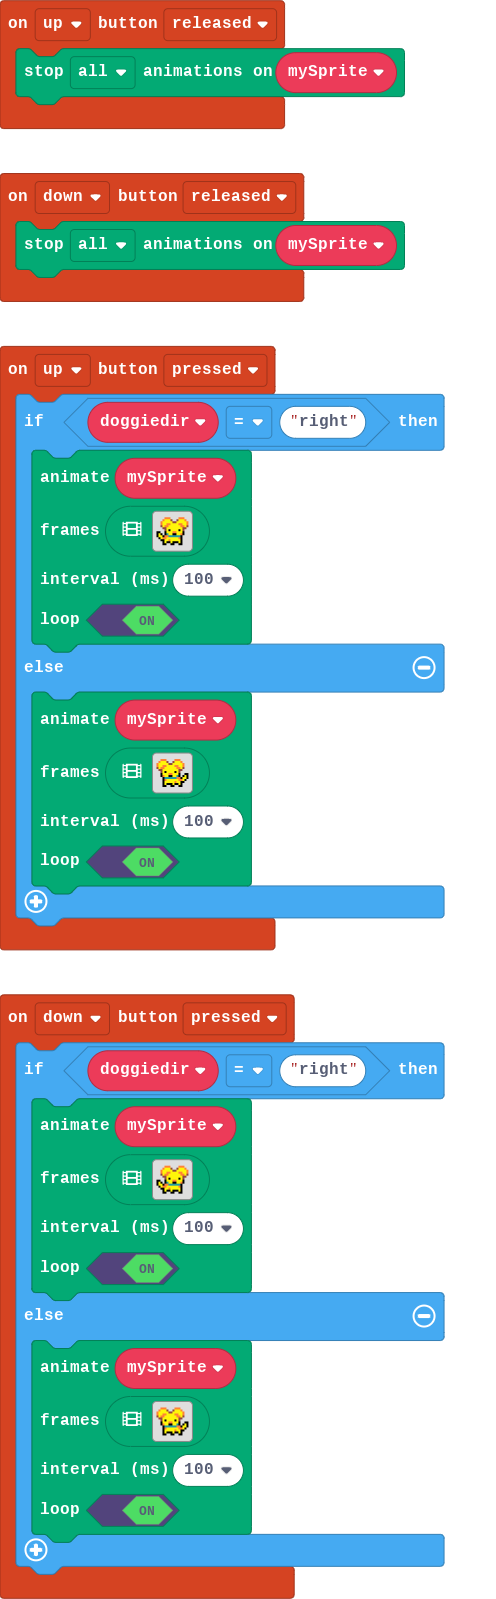 on up button released
stop all animations on mySprite
on down button released
stop all animations on mySprite
on up button pressed
if doggiedir = "right" then
animate mySprite
frames
interval (ms) 100
loop ON
else
animate mySprite
frames
interval (ms) 100
loop ON
on down button pressed
if doggiedir = "right" then
animate mySprite
frames
interval (ms) 100
loop ON
else
animate mySprite
frames
interval (ms) 100
loop ON